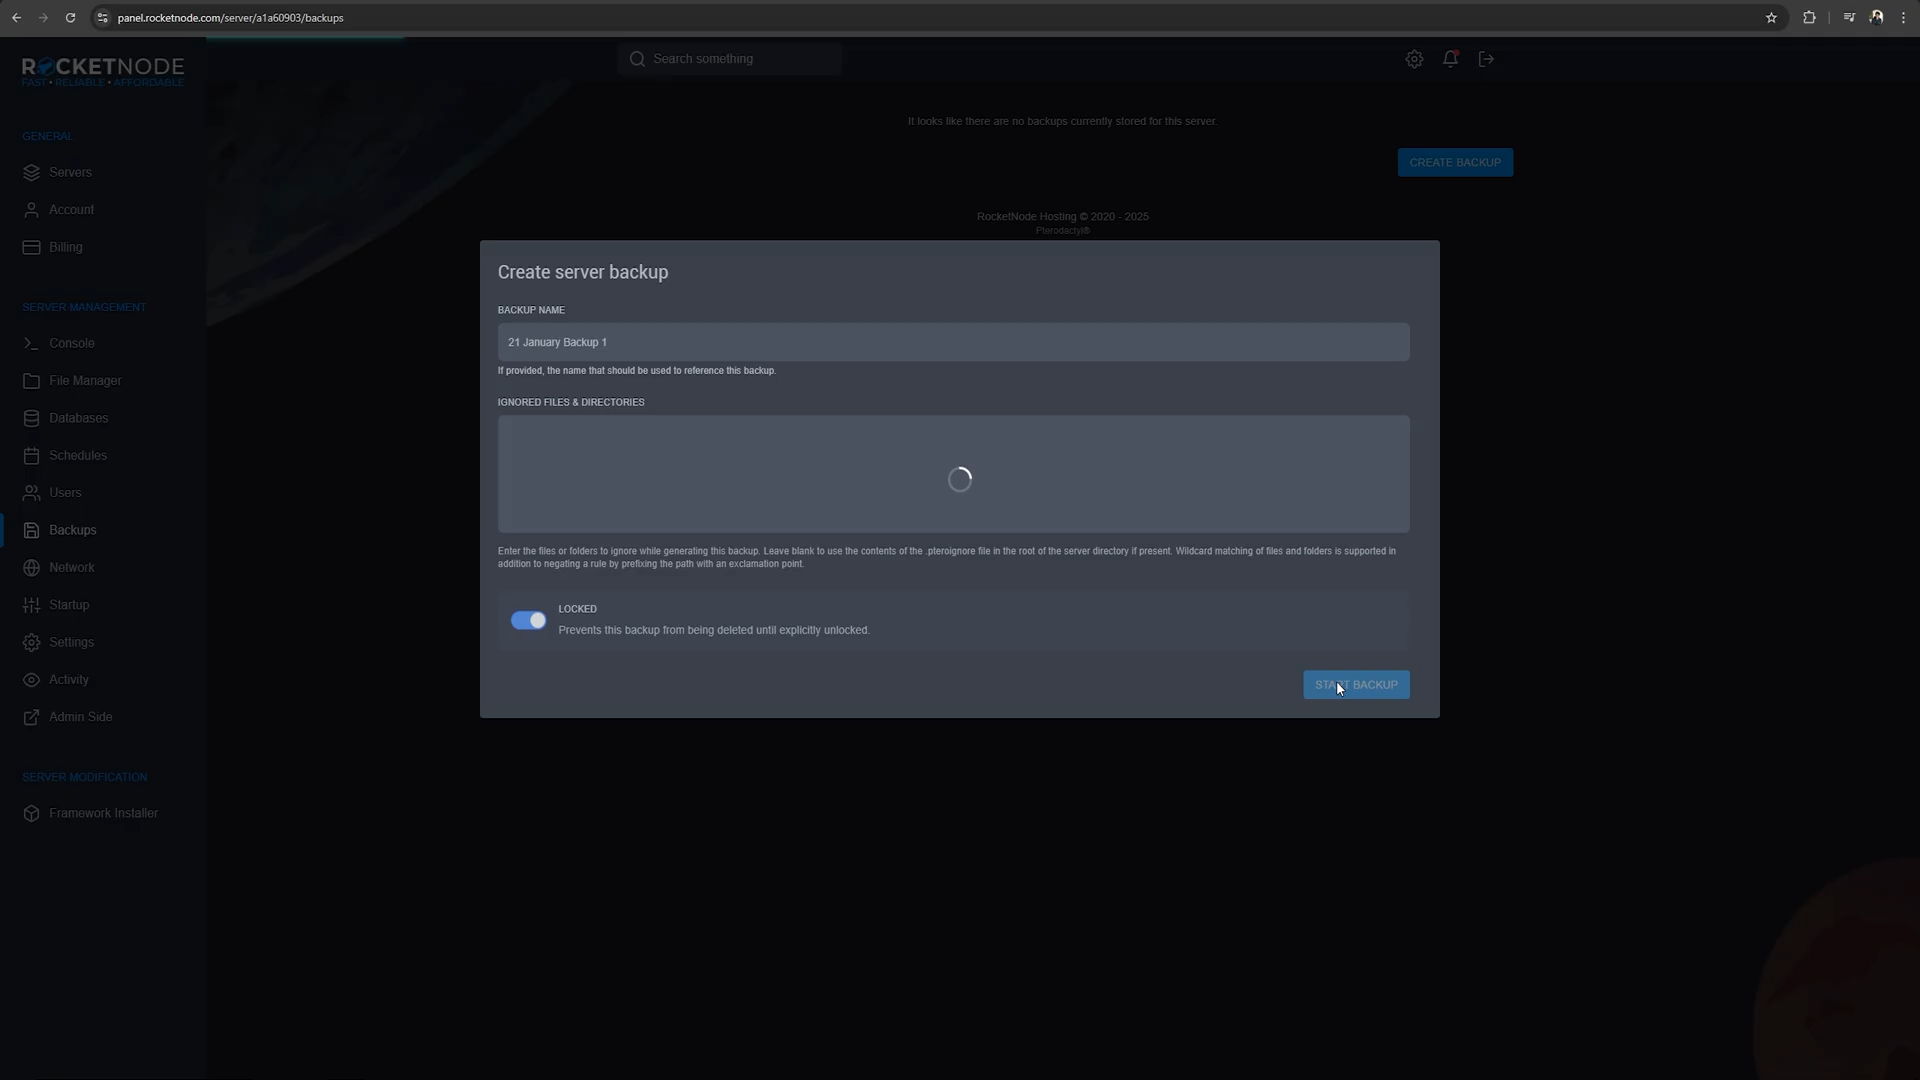 panel.rocketnode.com/server/a1a60903/backups
ROCKETNODE
FAST • RELIABLE • AFFORDABLE
Search something
GENERAL
Servers
Account
Billing
SERVER MANAGEMENT
Console
File Manager
Databases
Schedules
Users
Backups
Network
Startup
Settings
Activity
Admin Side
SERVER MODIFICATION
Framework Installer
It looks like there are no backups currently stored for this server.
CREATE BACKUP
RocketNode Hosting © 2020 - 2025
Pterodactyl®
Create server backup
BACKUP NAME
21 January Backup 1
If provided, the name that should be used to reference this backup.
IGNORED FILES & DIRECTORIES
Enter the files or folders to ignore while generating this backup. Leave blank to use the contents of the .pteroignore file in the root of the server directory if present. Wildcard matching of files and folders is supported in
addition to negating a rule by prefixing the path with an exclamation point.
LOCKED
Prevents this backup from being deleted until explicitly unlocked.
START BACKUP